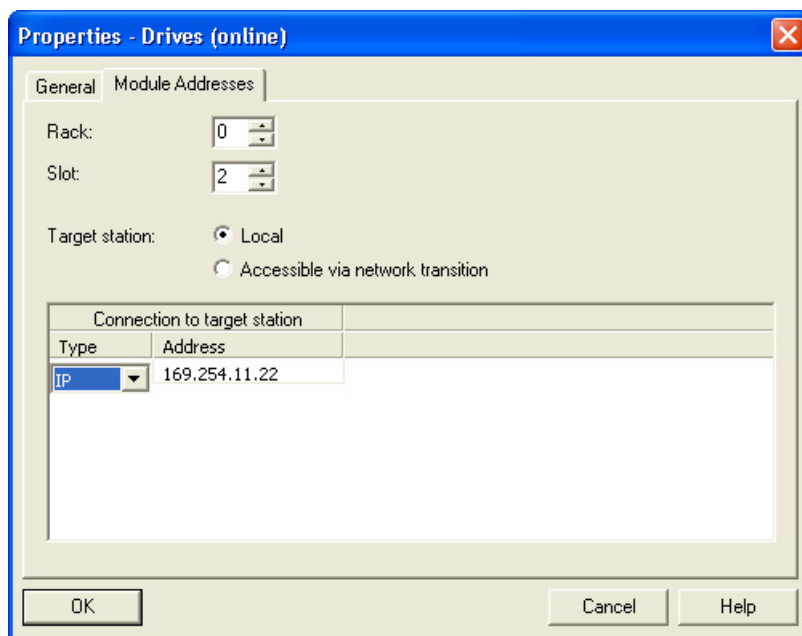 Properties - Drives (online)
General Module Addresses
Rack: 0
Slot: 2
Target station: Local
Accessible via network transition
Connection to target station
Type Address
IP 169.254.11.22
OK Cancel Help